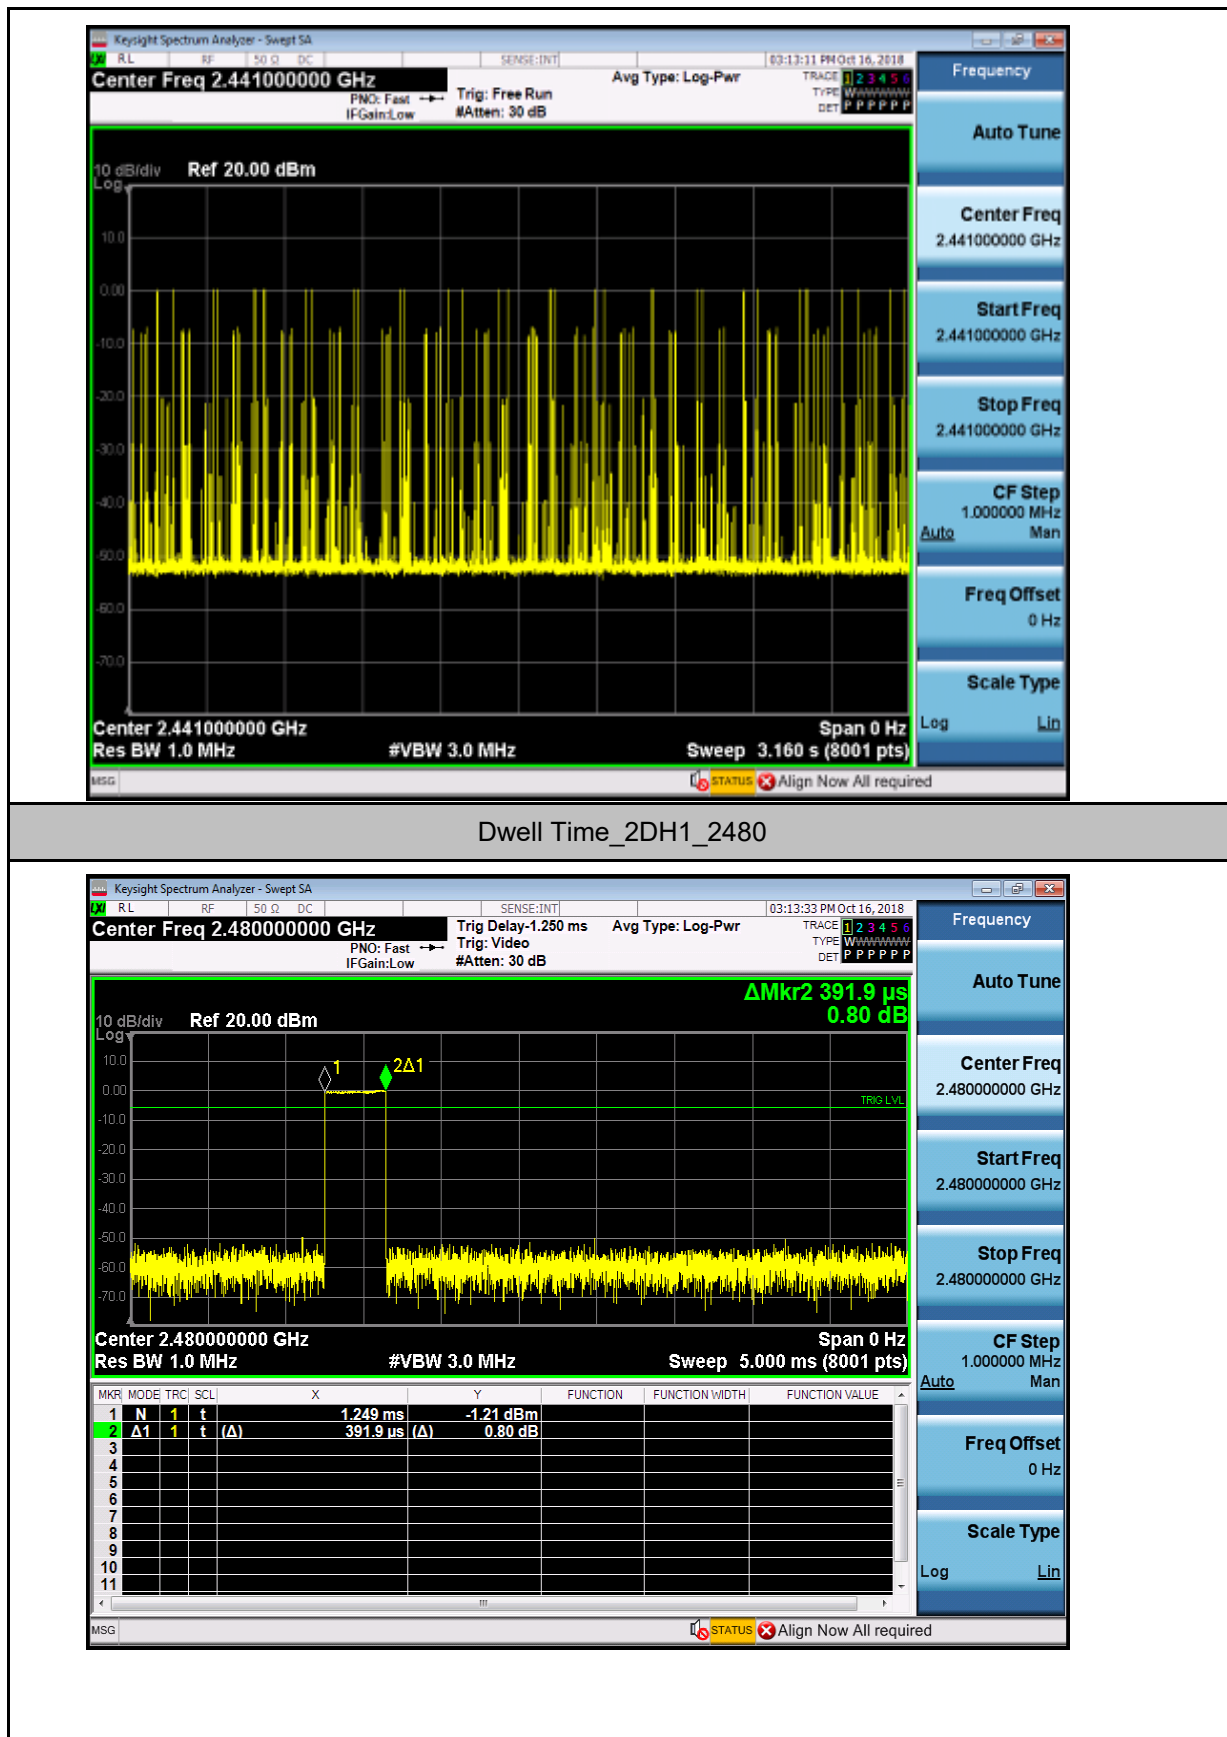 Keysight Spectrum Analyzer - Swept SA
LXI RL RF 50 Ω DC SENSE:INT 03:13:11 PM Oct 16, 2018
Center Freq 2.441000000 GHz
PNO: Fast
IFGain:Low
Trig: Free Run
#Atten: 30 dB
Avg Type: Log-Pwr
TRACE 1 2 3 4 5 6
TYPE W W W W W W
DET P P P P P P
Frequency
Auto Tune
10 dB/div Ref 20.00 dBm
Log
10.0
0.00
-10.0
-20.0
-30.0
-40.0
-50.0
-60.0
-70.0
Center Freq
2.441000000 GHz
Start Freq
2.441000000 GHz
Stop Freq
2.441000000 GHz
CF Step
1.000000 MHz
Auto Man
Freq Offset
0 Hz
Scale Type
Log Lin
Center 2.441000000 GHz Span 0 Hz
Res BW 1.0 MHz #VBW 3.0 MHz Sweep 3.160 s (8001 pts)
MSG STATUS Align Now All required
Dwell Time_2DH1_2480
Keysight Spectrum Analyzer - Swept SA
LXI RL RF 50 Ω DC SENSE:INT 03:13:33 PM Oct 16, 2018
Center Freq 2.480000000 GHz
PNO: Fast
IFGain:Low
Trig Delay-1.250 ms
Trig: Video
#Atten: 30 dB
Avg Type: Log-Pwr
TRACE 1 2 3 4 5 6
TYPE W W W W W W
DET P P P P P P
Frequency
Auto Tune
ΔMkr2 391.9 µs
0.80 dB
10 dB/div Ref 20.00 dBm
Log
10.0
0.00
-10.0
-20.0
-30.0
-40.0
-50.0
-60.0
-70.0
1
2Δ1
TRIG LVL
Center Freq
2.480000000 GHz
Start Freq
2.480000000 GHz
Stop Freq
2.480000000 GHz
CF Step
1.000000 MHz
Auto Man
Freq Offset
0 Hz
Scale Type
Log Lin
Center 2.480000000 GHz Span 0 Hz
Res BW 1.0 MHz #VBW 3.0 MHz Sweep 5.000 ms (8001 pts)
MKR MODE TRC SCL X Y FUNCTION FUNCTION WIDTH FUNCTION VALUE
1 N 1 t 1.249 ms -1.21 dBm
2 Δ1 1 t (Δ) 391.9 µs (Δ) 0.80 dB
3
4
5
6
7
8
9
10
11
MSG STATUS Align Now All required